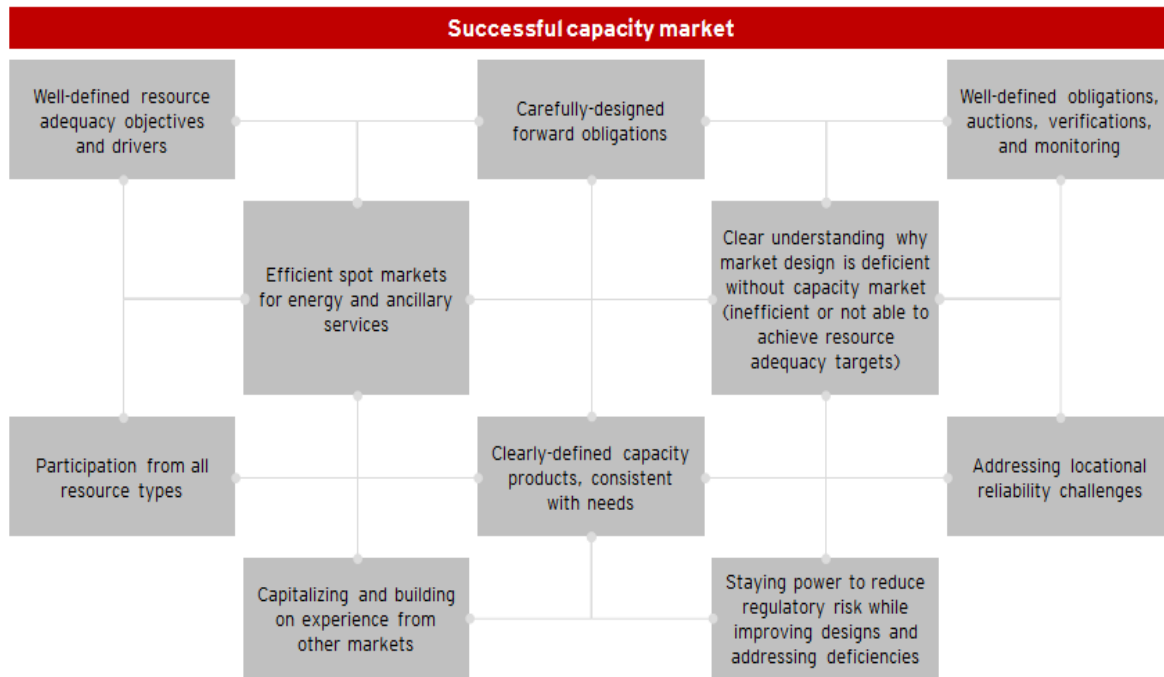 Successful capacity market
Well-defined resource
adequacy objectives
and drivers
Carefully-designed
forward obligations
Well-defined obligations,
auctions, verifications,
and monitoring
Efficient spot markets
for energy and ancillary
services
Clear understanding why
market design is deficient
without capacity market
(inefficient or not able to
achieve resource
adequacy targets)
Participation from all
resource types
Clearly-defined capacity
products, consistent
with needs
Addressing locational
reliability challenges
Capitalizing and building
on experience from
other markets
Staying power to reduce
regulatory risk while
improving designs and
addressing deficiencies